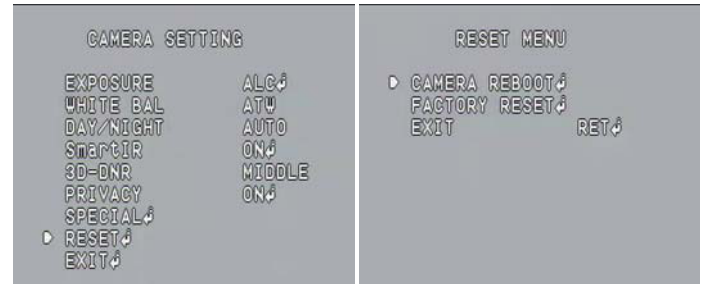 CAMERA SETTING
EXPOSURE ALC↲
WHITE BAL ATW
DAY/NIGHT AUTO
SmartIR ON↲
3D-DNR MIDDLE
PRIVACY ON↲
SPECIAL↲
RESET↲
EXIT↲
RESET MENU
CAMERA REBOOT↲
FACTORY RESET↲
EXIT RET↲